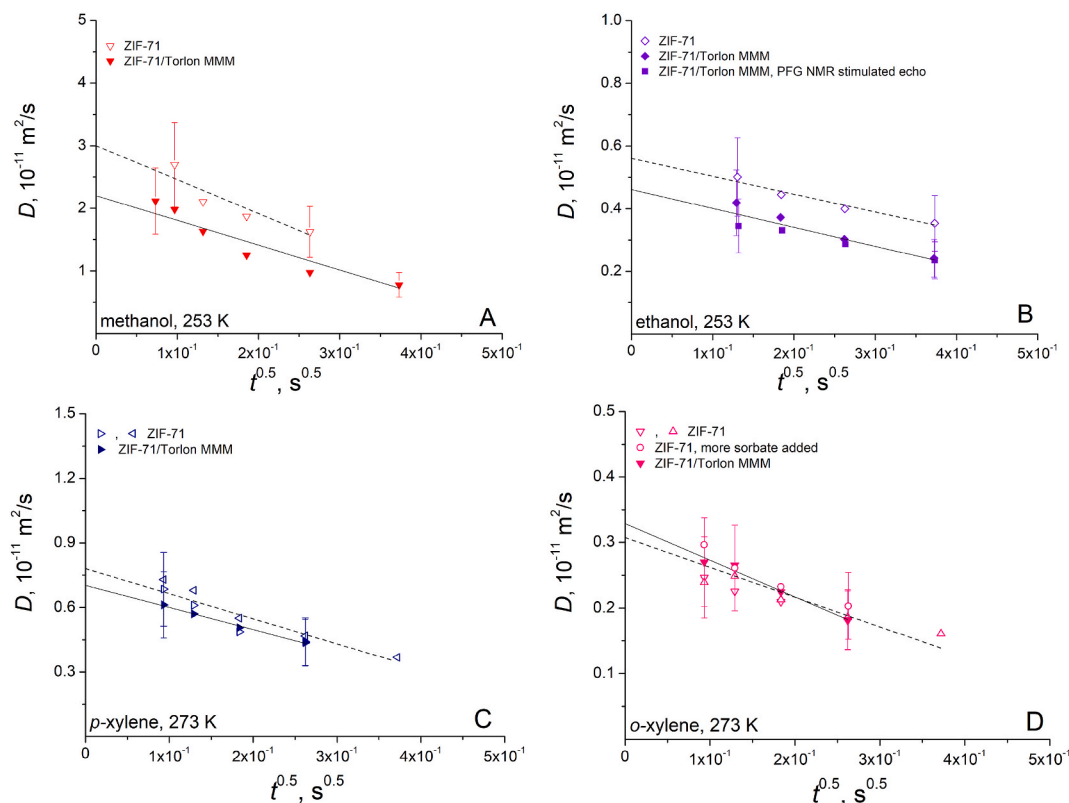 5
4
3
2
1
D, 10⁻¹¹ m²/s
ZIF-71
ZIF-71/Torlon MMM
methanol, 253 K
A
0 1x10⁻¹ 2x10⁻¹ 3x10⁻¹ 4x10⁻¹ 5x10⁻¹
t^0.5, s^0.5
1.0
0.8
0.6
0.4
0.2
D, 10⁻¹¹ m²/s
ZIF-71
ZIF-71/Torlon MMM
ZIF-71/Torlon MMM, PFG NMR stimulated echo
ethanol, 253 K
B
0 1x10⁻¹ 2x10⁻¹ 3x10⁻¹ 4x10⁻¹ 5x10⁻¹
t^0.5, s^0.5
1.5
1.2
0.9
0.6
0.3
D, 10⁻¹¹ m²/s
, ZIF-71
ZIF-71/Torlon MMM
p-xylene, 273 K
C
0 1x10⁻¹ 2x10⁻¹ 3x10⁻¹ 4x10⁻¹ 5x10⁻¹
t^0.5, s^0.5
0.5
0.4
0.3
0.2
0.1
D, 10⁻¹¹ m²/s
, ZIF-71
ZIF-71, more sorbate added
ZIF-71/Torlon MMM
o-xylene, 273 K
D
0 1x10⁻¹ 2x10⁻¹ 3x10⁻¹ 4x10⁻¹ 5x10⁻¹
t^0.5, s^0.5